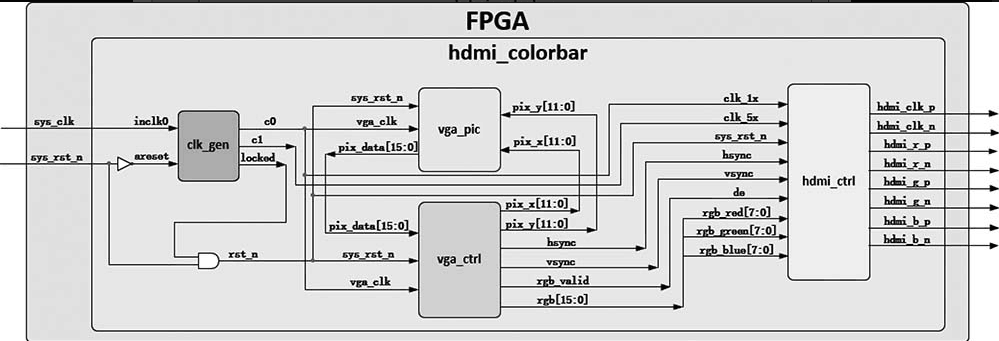 FPGA
hdmi_colorbar
sys_clk
sys_rst_n
inclk0
areset
clk_gen
c0
c1
locked
rst_n
sys_rst_n
vga_clk
pix_data[15:0]
vga_pic
pix_y[11:0]
pix_x[11:0]
pix_data[15:0]
sys_rst_n
vga_clk
vga_ctrl
pix_x[11:0]
pix_y[11:0]
hsync
vsync
rgb_valid
rgb[15:0]
clk_1x
clk_5x
sys_rst_n
hsync
vsync
de
rgb_red[7:0]
rgb_green[7:0]
rgb_blue[7:0]
hdmi_ctrl
hdmi_clk_p
hdmi_clk_n
hdmi_r_p
hdmi_r_n
hdmi_g_p
hdmi_g_n
hdmi_b_p
hdmi_b_n